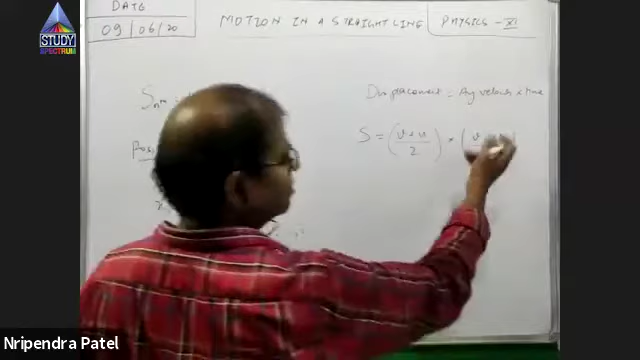 DATE
09/06/20
MOTION IN A STRAIGHT LINE
PHYSICS - XI
STUDY
SPECTRUM
Displacement = Avg velocity × time
S = (v+u/2) × (v
Nripendra Patel